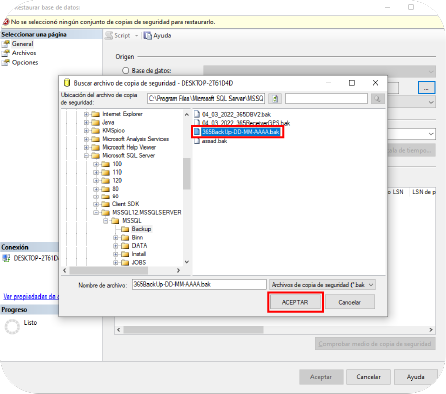 Restaurar base de datos:
No se seleccionó ningún conjunto de copias de seguridad para restaurarlo.
Seleccionar una página
General
Archivos
Opciones
Script
Ayuda
Origen
Base de datos:
...
Buscar archivo de copia de seguridad - DESKTOP-2T61D4D
Ubicación del archivo de copia
de seguridad:
C:\Program Files\Microsoft SQL Server\MSSQL
Internet Explorer
Java
KMSpico
Microsoft Analysis Services
Microsoft Help Viewer
Microsoft SQL Server
100
110
120
80
90
Client SDK
MSSQL12.MSSQLSERVER
MSSQL
Backup
Binn
DATA
Install
JOBS
04_03_2022_365DBV2.bak
04_03_2022_365ReceiverGPS.bak
365BackUp-DD-MM-AAAA.bak
assad.bak
Nombre de archivo:
365BackUp-DD-MM-AAAA.bak
Archivos de copia de seguridad (*.bak
ACEPTAR
Cancelar
de tiempo...
o LSN
LSN de p
Conexión
DESKTOP-2T61D
Ver propiedades de c
Progreso
Listo
Comprobar medio de copia de seguridad
Aceptar
Cancelar
Ayuda